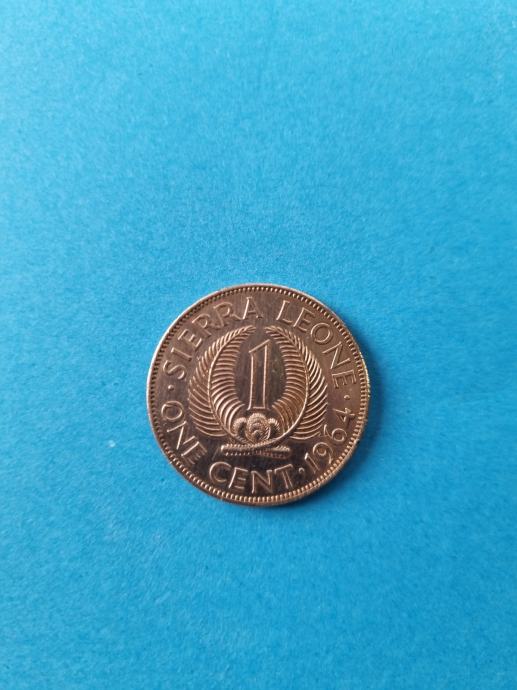 · SIERRA LEONE ·
1
ONE CENT · 1964